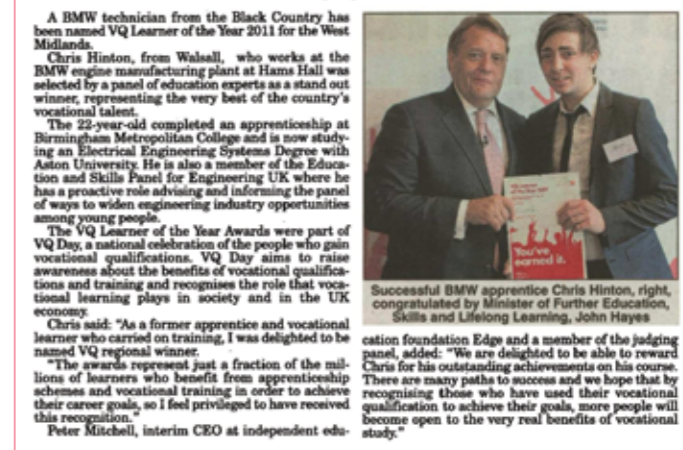 A BMW technician from the Black Country has
been named VQ Learner of the Year 2011 for the West
Midlands.
Chris Hinton, from Walsall, who works at the
BMW engine manufacturing plant at Hams Hall was
selected by a panel of education experts as a stand out
winner, representing the very best of the country's
vocational talent.
The 22-year-old completed an apprenticeship at
Birmingham Metropolitan College and is now study-
ing an Electrical Engineering Systems Degree with
Aston University. He is also a member of the Educa-
tion and Skills Panel for Engineering UK where he
has a proactive role advising and informing the panel
of ways to widen engineering industry opportunities
among young people.
The VQ Learner of the Year Awards were part of
VQ Day, a national celebration of the people who gain
vocational qualifications. VQ Day aims to raise
awareness about the benefits of vocational qualifica-
tions and training and recognises the role that voca-
tional learning plays in society and in the UK
economy.
Chris said: "As a former apprentice and vocational
learner who carried on training, I was delighted to be
named VQ regional winner.
"The awards represent just a fraction of the mil-
lions of learners who benefit from apprenticeship
schemes and vocational training in order to achieve
their career goals, so I feel privileged to have received
this recognition."
Peter Mitchell, interim CEO at independent edu-
You've
earned it.
Successful BMW apprentice Chris Hinton, right,
congratulated by Minister of Further Education,
Skills and Lifelong Learning, John Hayes
cation foundation Edge and a member of the judging
panel, added: "We are delighted to be able to reward
Chris for his outstanding achievements on his course.
There are many paths to success and we hope that by
recognising those who have used their vocational
qualification to achieve their goals, more people will
become open to the very real benefits of vocational
study."